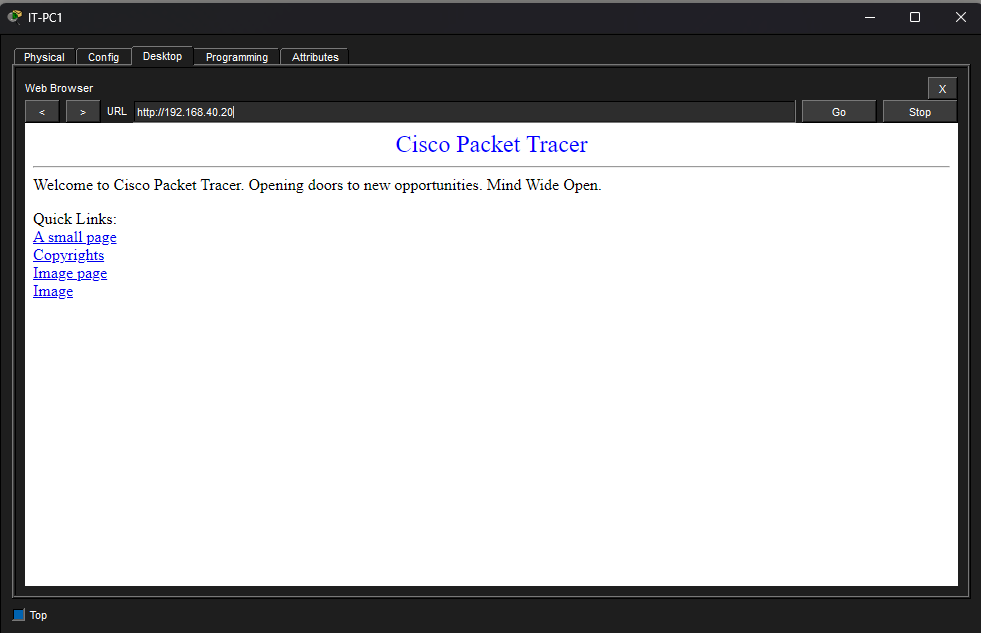 IT-PC1
Physical Config Desktop Programming Attributes
Web Browser
X
< > URL http://192.168.40.20 Go Stop
Cisco Packet Tracer
Welcome to Cisco Packet Tracer. Opening doors to new opportunities. Mind Wide Open.
Quick Links:
A small page
Copyrights
Image page
Image
Top